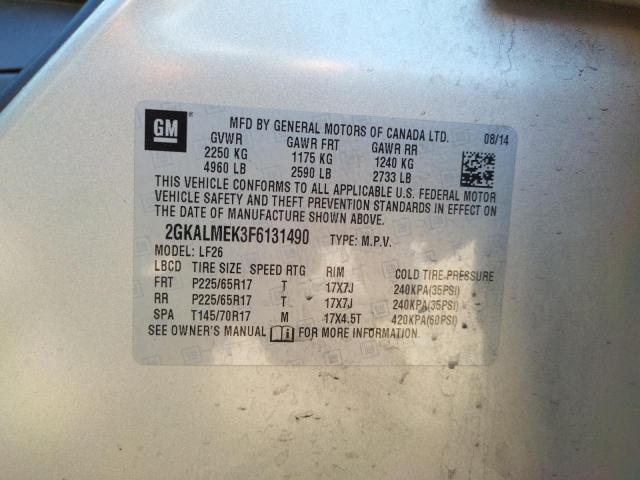 GM ® MFD BY GENERAL MOTORS OF CANADA LTD. 08/14
GVWR GAWR FRT GAWR RR
2250 KG 1175 KG 1240 KG
4960 LB 2590 LB 2733 LB
THIS VEHICLE CONFORMS TO ALL APPLICABLE U.S. FEDERAL MOTOR
VEHICLE SAFETY AND THEFT PREVENTION STANDARDS IN EFFECT ON
THE DATE OF MANUFACTURE SHOWN ABOVE.
2GKALMEK3F6131490 TYPE: M.P.V.
MODEL: LF26
LBCD TIRE SIZE SPEED RTG RIM COLD TIRE PRESSURE
FRT P225/65R17 T 17X7J 240KPA(35PSI)
RR P225/65R17 T 17X7J 240KPA(35PSI)
SPA T145/70R17 M 17X4.5T 420KPA(60PSI)
SEE OWNER'S MANUAL i FOR MORE INFORMATION.